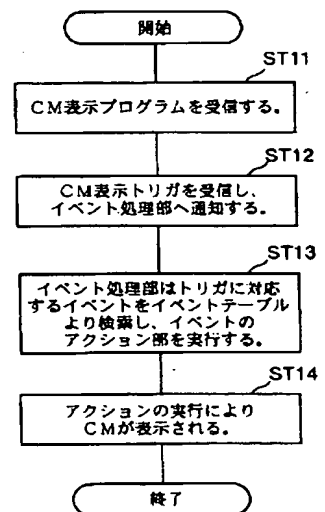 開始
ST11
CM表示プログラムを受信する。
ST12
CM表示トリガを受信し、
イベント処理部へ通知する。
ST13
イベント処理部はトリガに対応
するイベントをイベントテーブル
より検索し、イベントの
アクション部を実行する。
ST14
アクションの実行により
CMが表示される。
終了